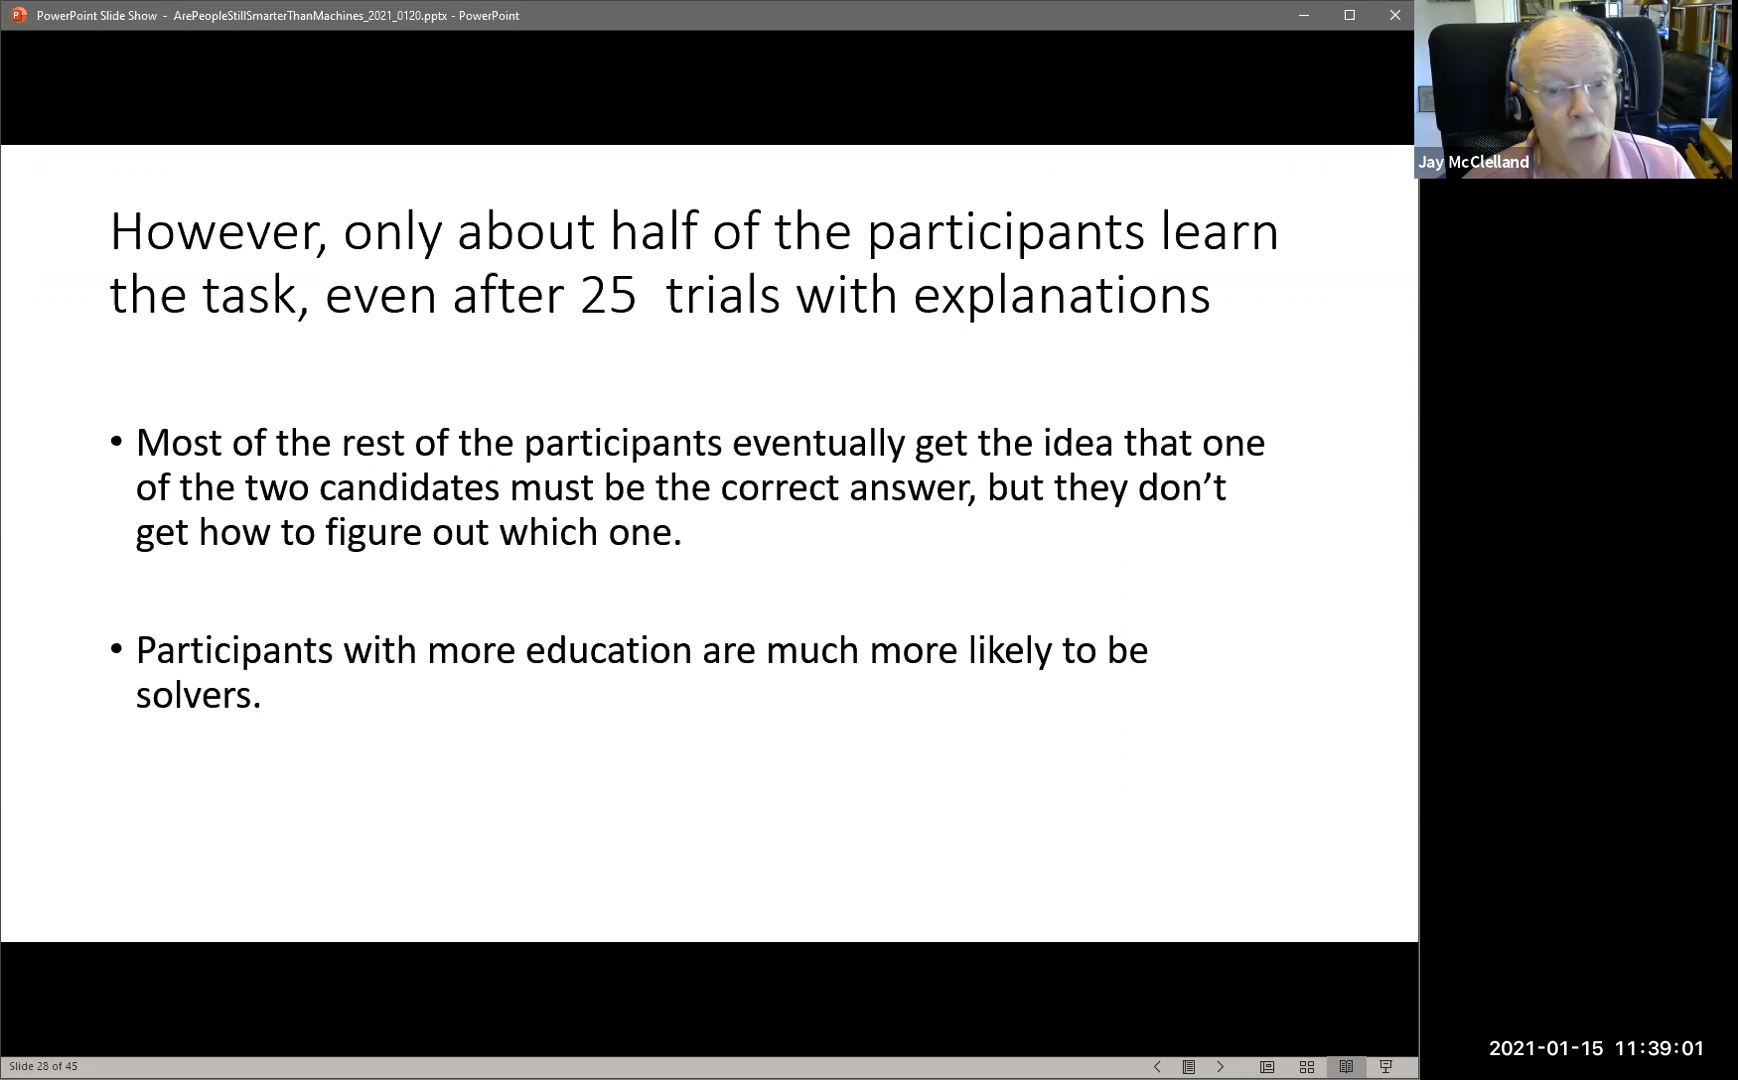 PowerPoint Slide Show - ArePeopleStillSmarterThanMachines_2021_0120.pptx - PowerPoint
Jay McClelland
However, only about half of the participants learn
the task, even after 25  trials with explanations
• Most of the rest of the participants eventually get the idea that one
of the two candidates must be the correct answer, but they don’t
get how to figure out which one.
• Participants with more education are much more likely to be
solvers.
2021-01-15 11:39:01
Slide 28 of 45